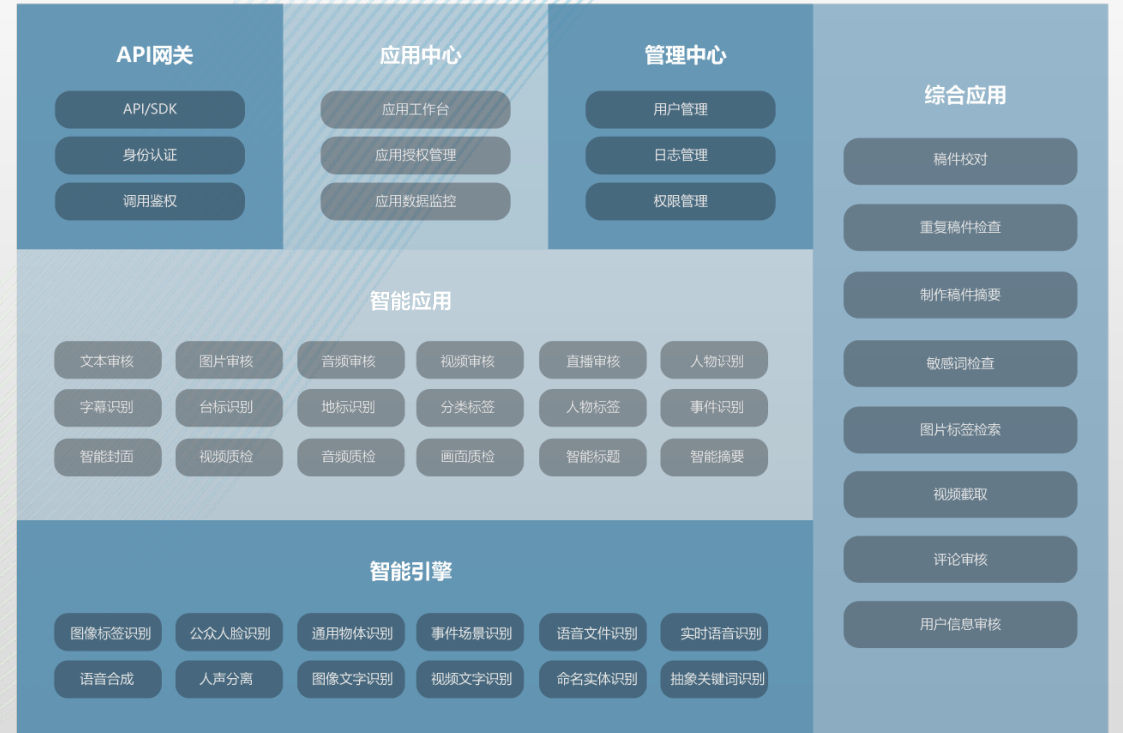 API网关
API/SDK
身份认证
调用鉴权
应用中心
应用工作台
应用授权管理
应用数据监控
管理中心
用户管理
日志管理
权限管理
智能应用
文本审核 图片审核 音频审核 视频审核 直播审核 人物识别
字幕识别 台标识别 地标识别 分类标签 人物标签 事件识别
智能封面 视频质检 音频质检 画面质检 智能标题 智能摘要
智能引擎
图像标签识别 公众人脸识别 通用物体识别 事件场景识别 语音文件识别 实时语音识别
语音合成 人声分离 图像文字识别 视频文字识别 命名实体识别 抽象关键词识别
综合应用
稿件校对
重复稿件检查
制作稿件摘要
敏感词检查
图片标签检索
视频截取
评论审核
用户信息审核